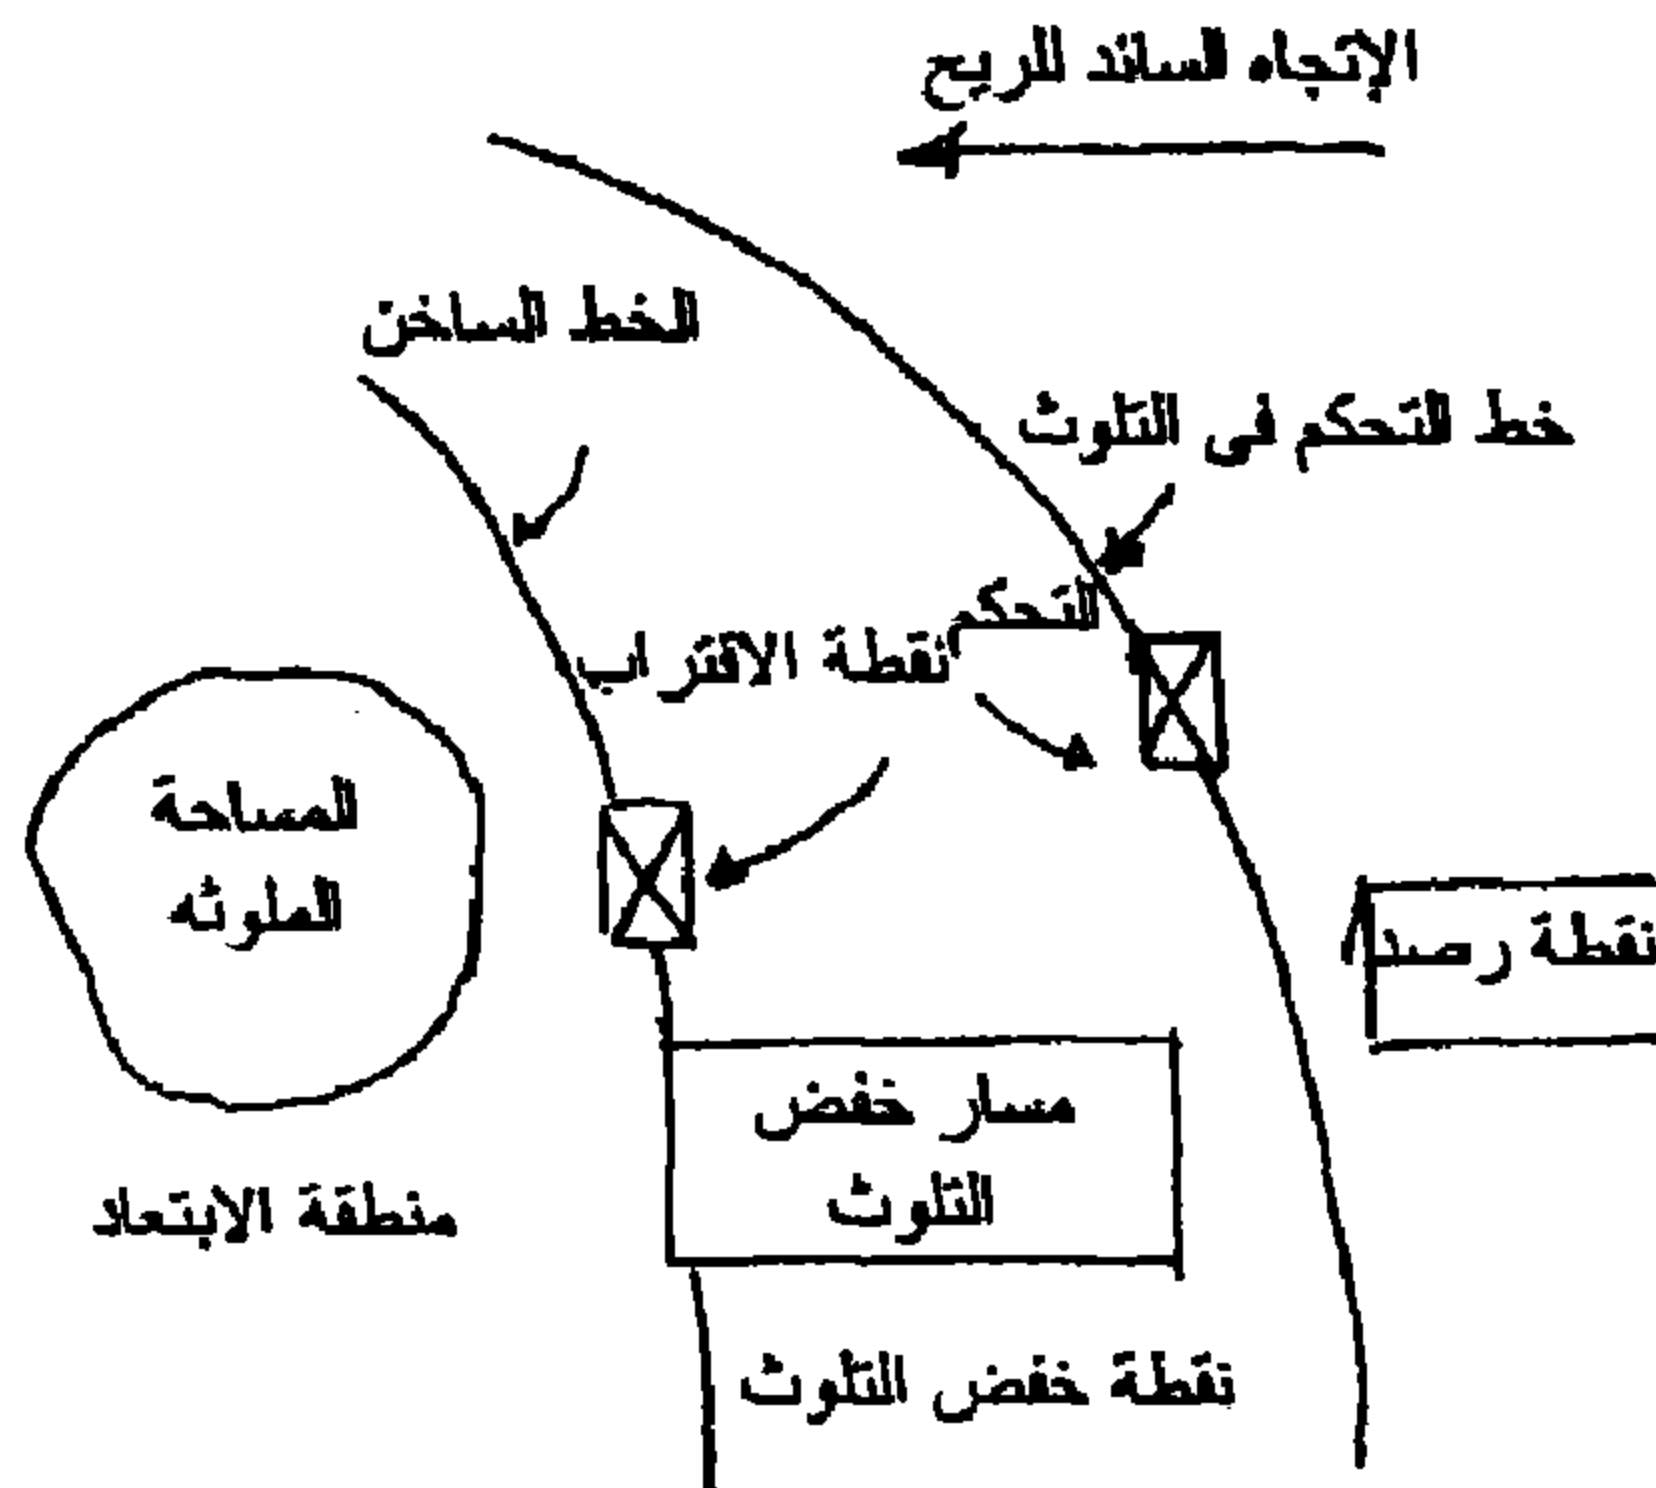 الإتجاه السائد للريح
الخط الساخن
خط التحكم فى التلوث
التحكم
نقطة الاقتراب
المساحة
الملوثه
نقطة رصد
مسار خفض
التلوث
منطقة الابتعاد
نقطة خفض التلوث